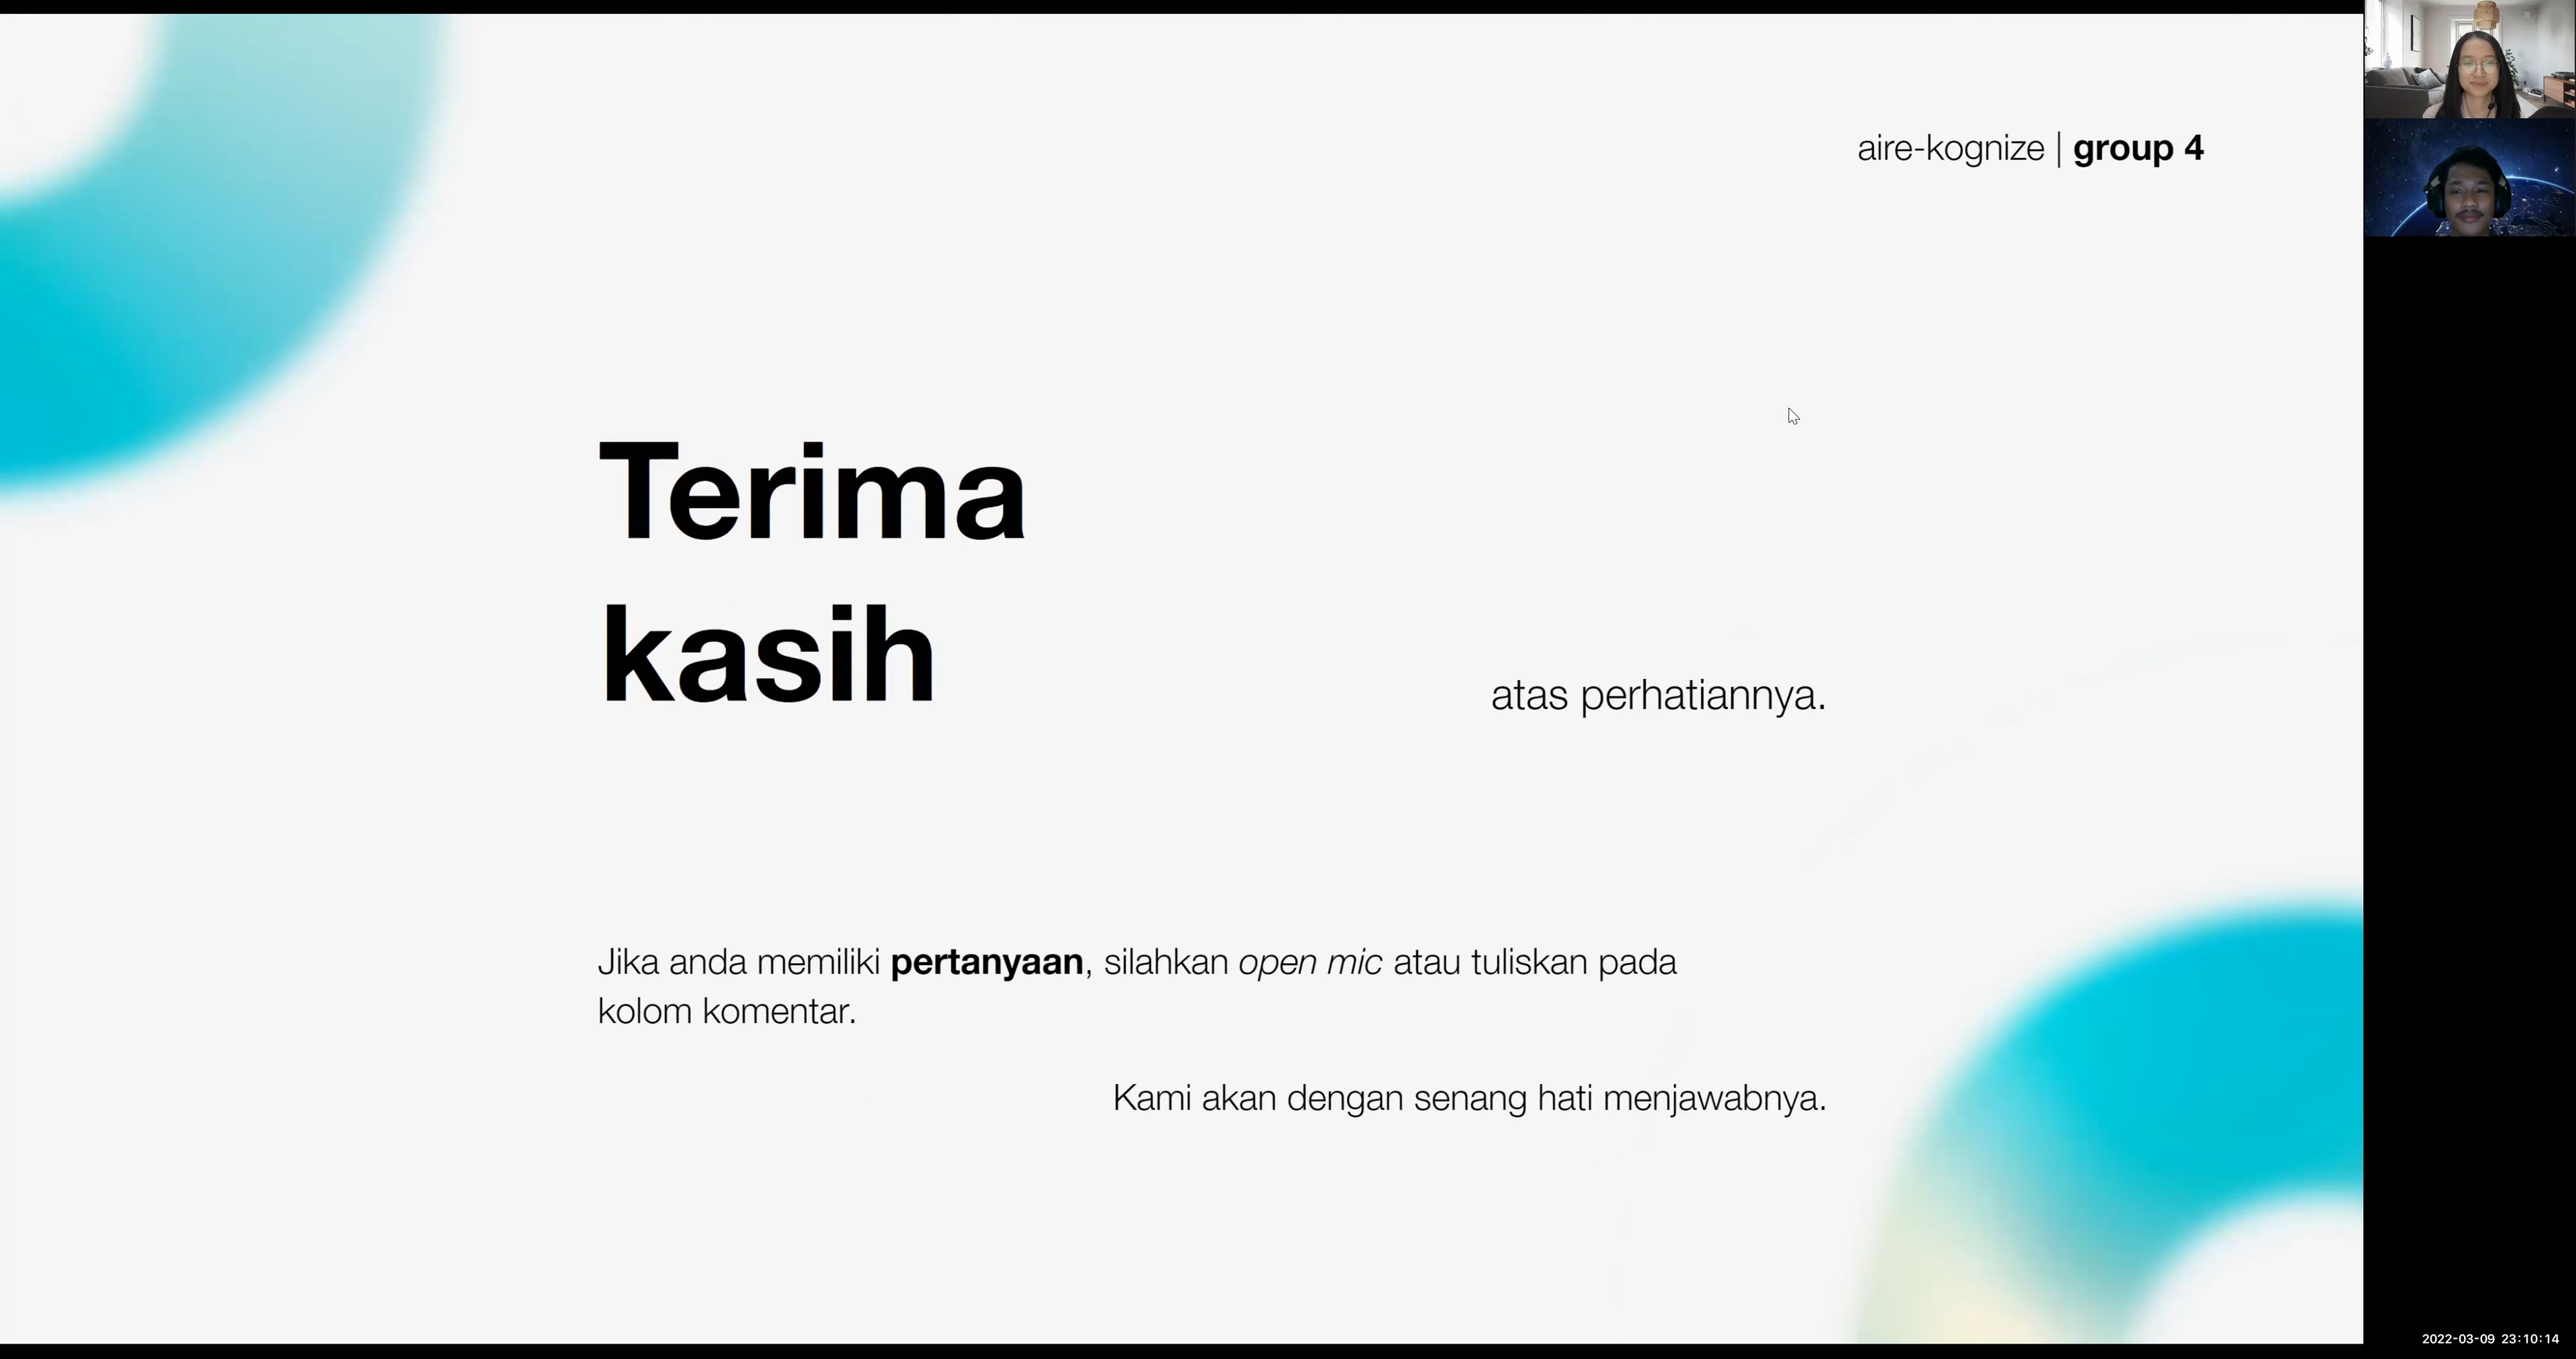 aire-kognize | group 4
Terima
kasih
atas perhatiannya.
Jika anda memiliki pertanyaan, silahkan open mic atau tuliskan pada
kolom komentar.
Kami akan dengan senang hati menjawabnya.
2022-03-09 23:10:14